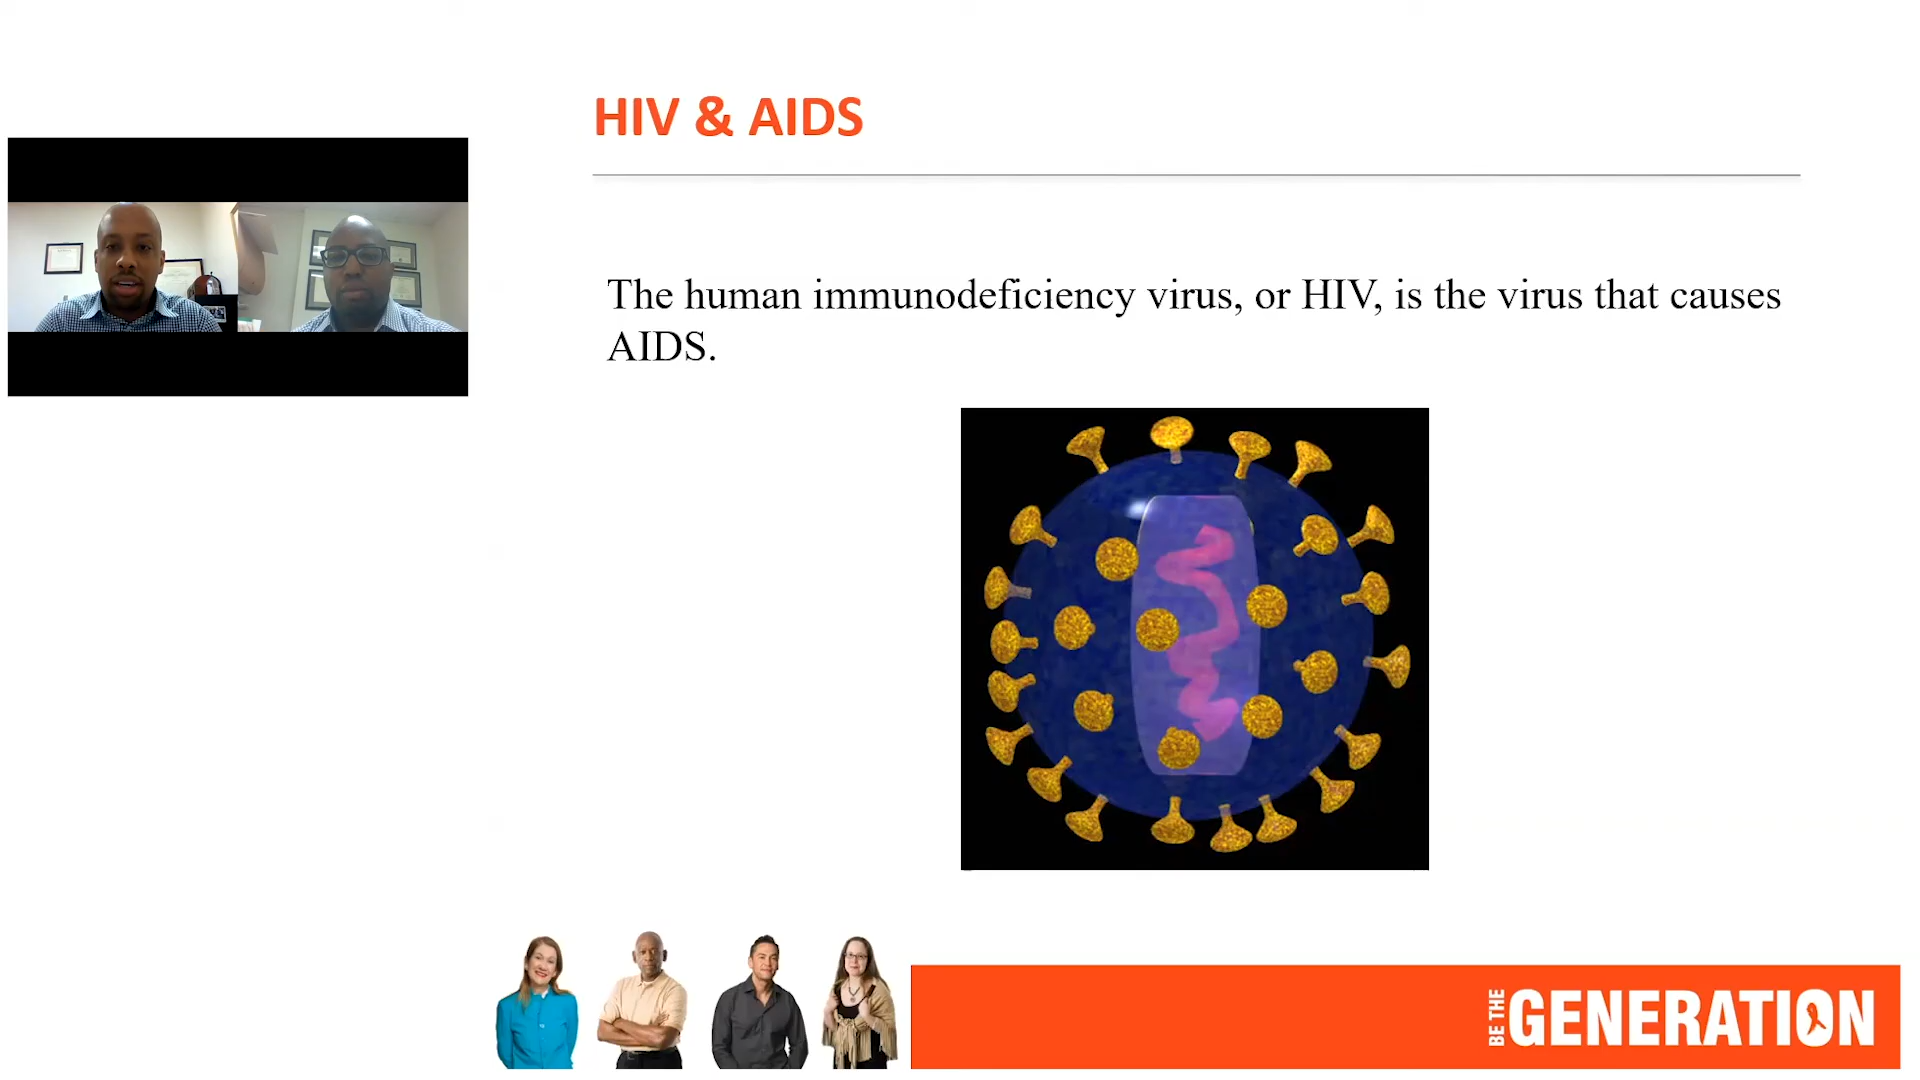 HIV & AIDS
The human immunodeficiency virus, or HIV, is the virus that causes
AIDS.
BE THE
GENERATION